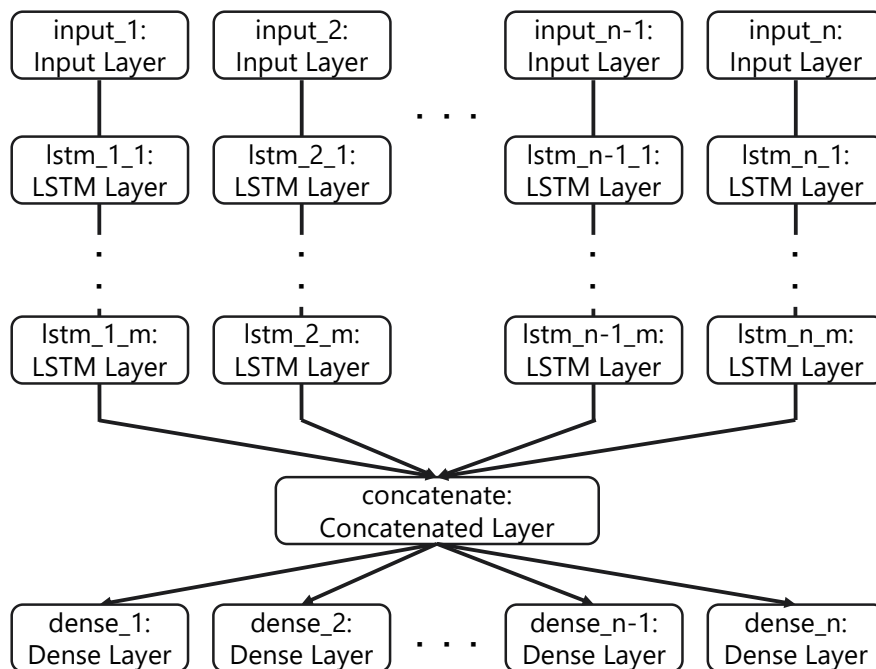 input_1:
Input Layer
input_2:
Input Layer
. . .
input_n-1:
Input Layer
input_n:
Input Layer
lstm_1_1:
LSTM Layer
lstm_2_1:
LSTM Layer
lstm_n-1_1:
LSTM Layer
lstm_n_1:
LSTM Layer
lstm_1_m:
LSTM Layer
lstm_2_m:
LSTM Layer
lstm_n-1_m:
LSTM Layer
lstm_n_m:
LSTM Layer
concatenate:
Concatenated Layer
dense_1:
Dense Layer
dense_2:
Dense Layer
. . .
dense_n-1:
Dense Layer
dense_n:
Dense Layer